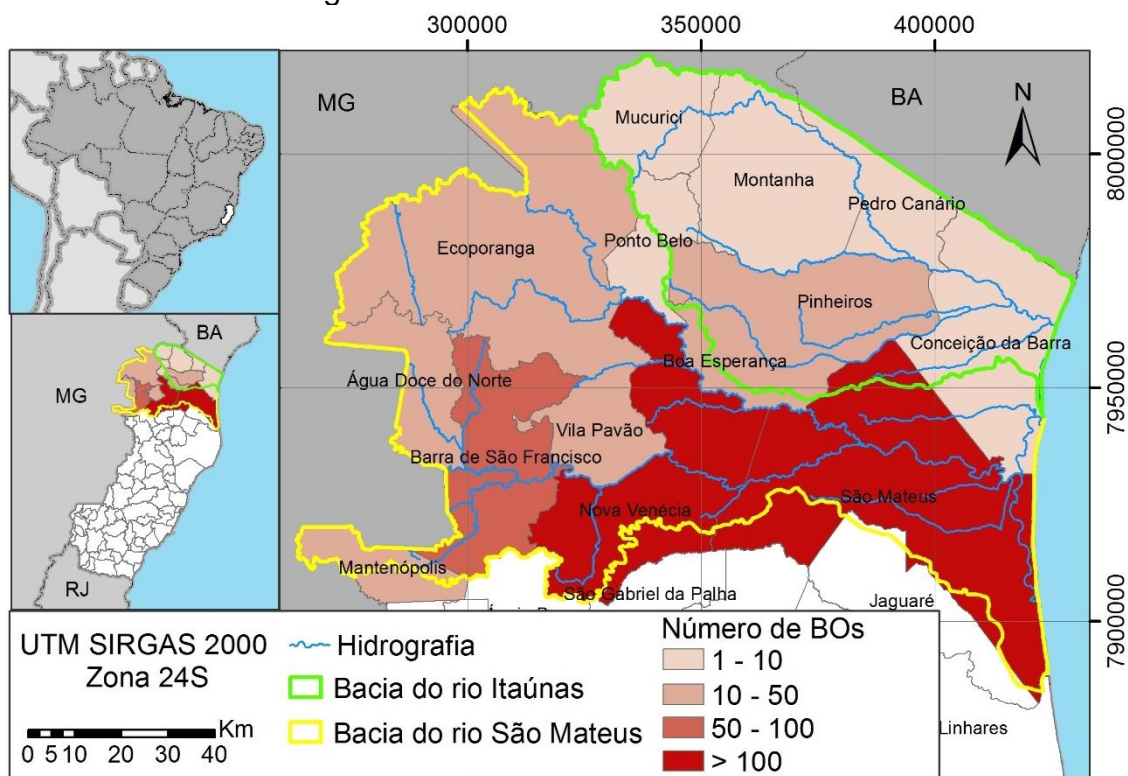 300000
350000
400000
MG
BA
N
Mucurici
8000000
Montanha
Pedro Canário
Ecoporanga
Ponto Belo
Pinheiros
BA
Conceição da Barra
Boa Esperança
MG
Água Doce do Norte
7950000
Vila Pavão
Barra de São Francisco
São Mateus
Nova Venécia
Mantenópolis
RJ
São Gabriel da Palha
Jaguaré
7900000
UTM SIRGAS 2000
Zona 24S
Km
0 5 10 20 30 40
Hidrografia
Bacia do rio Itaúnas
Bacia do rio São Mateus
Número de BOs
1 - 10
10 - 50
50 - 100
> 100
Linhares